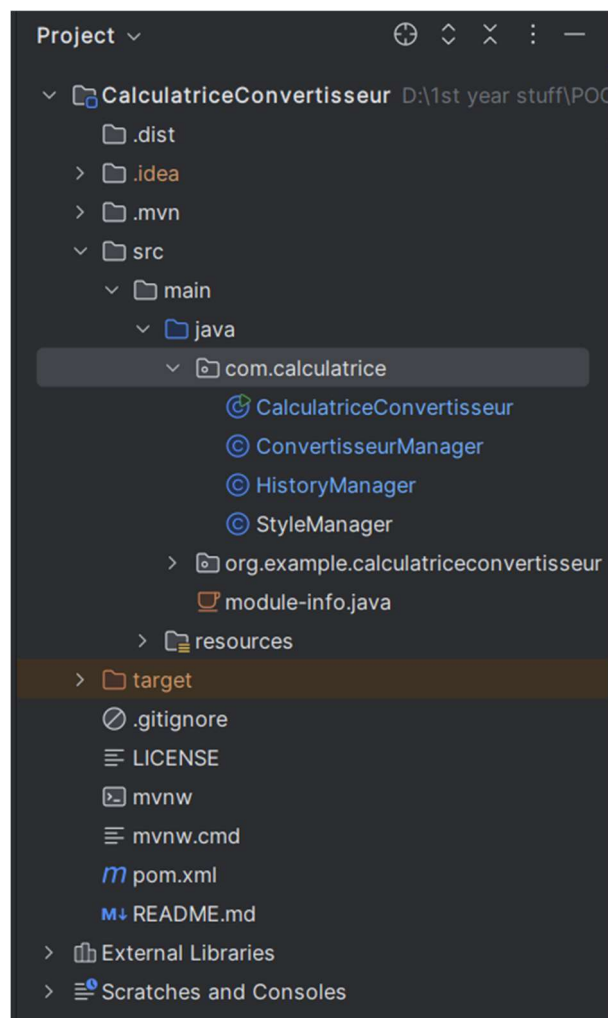 Project
CalculatriceConvertisseur D:\1st year stuff\POO
.dist
.idea
.mvn
src
main
java
com.calculatrice
CalculatriceConvertisseur
ConvertisseurManager
HistoryManager
StyleManager
org.example.calculatriceconvertisseur
module-info.java
resources
target
.gitignore
LICENSE
mvnw
mvnw.cmd
pom.xml
README.md
External Libraries
Scratches and Consoles